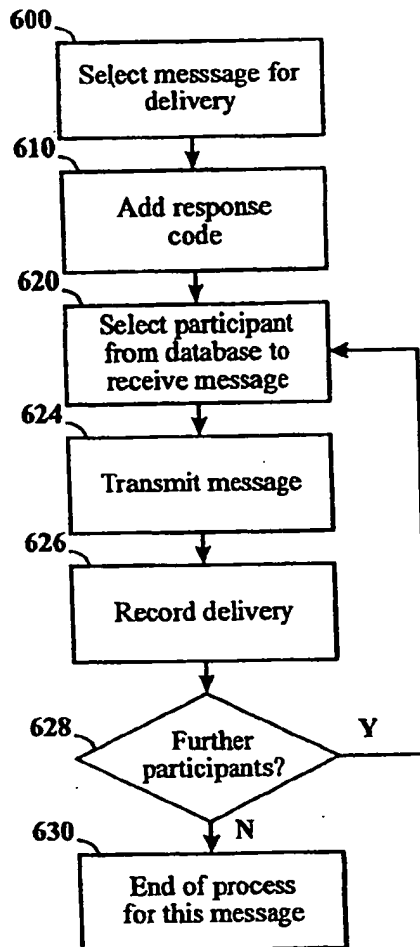 600
Select messsage for
delivery
610
Add response
code
620
Select participant
from database to
receive message
624
Transmit message
626
Record delivery
628
Further
participants?
Y
N
630
End of process
for this message